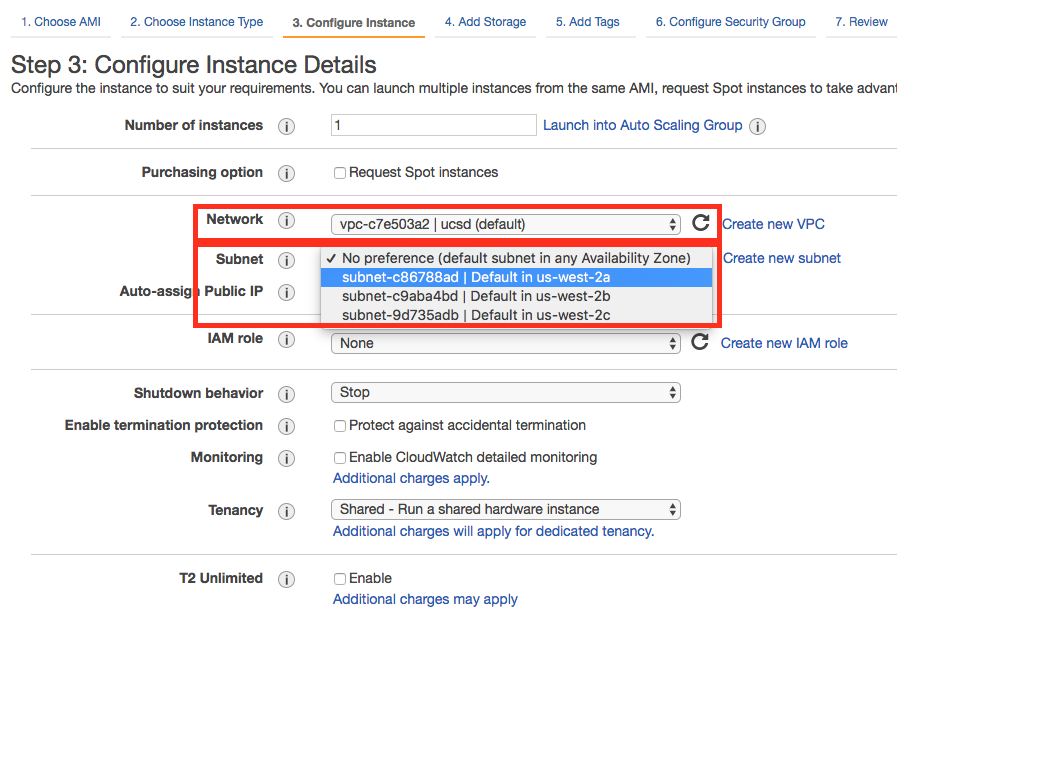 1. Choose AMI 2. Choose Instance Type 3. Configure Instance 4. Add Storage 5. Add Tags 6. Configure Security Group 7. Review
Step 3: Configure Instance Details
Configure the instance to suit your requirements. You can launch multiple instances from the same AMI, request Spot instances to take
Number of instances 1 Launch into Auto Scaling Group
Purchasing option Request Spot instances
Network vpc-c7e503a2 | ucsd (default) Create new VPC
Subnet No preference (default subnet in any Availability Zone) Create new subnet
subnet-c86788ad | Default in us-west-2a
Auto-assign Public IP subnet-c9aba4bd | Default in us-west-2b
subnet-9d735adb | Default in us-west-2c
IAM role None Create new IAM role
Shutdown behavior Stop
Enable termination protection Protect against accidental termination
Monitoring Enable CloudWatch detailed monitoring
Additional charges apply.
Tenancy Shared - Run a shared hardware instance
Additional charges will apply for dedicated tenancy.
T2 Unlimited Enable
Additional charges may apply